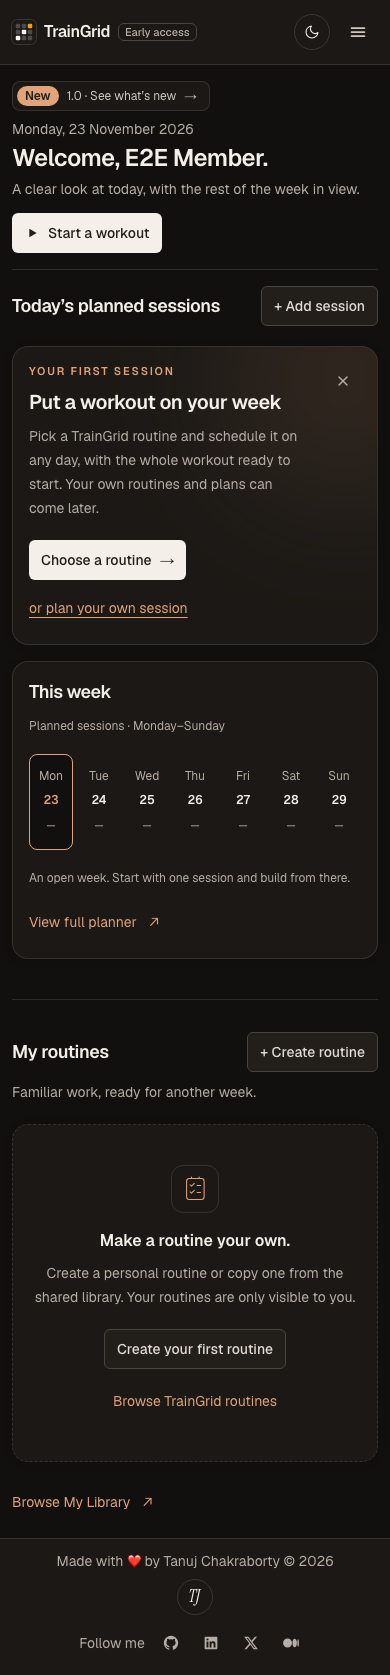 TrainGrid Early access
New 1.0 · See what's new →
Monday, 23 November 2026
Welcome, E2E Member.
A clear look at today, with the rest of the week in view.
Start a workout
Today's planned sessions + Add session
YOUR FIRST SESSION
Put a workout on your week
Pick a TrainGrid routine and schedule it on
any day, with the whole workout ready to
start. Your own routines and plans can
come later.
Choose a routine →
or plan your own session
This week
Planned sessions · Monday–Sunday
Mon Tue Wed Thu Fri Sat Sun
23 24 25 26 27 28 29
– – – – – – –
An open week. Start with one session and build from there.
View full planner ↗
My routines + Create routine
Familiar work, ready for another week.
Make a routine your own.
Create a personal routine or copy one from the
shared library. Your routines are only visible to you.
Create your first routine
Browse TrainGrid routines
Browse My Library ↗
Made with ❤️ by Tanuj Chakraborty © 2026
TJ
Follow me